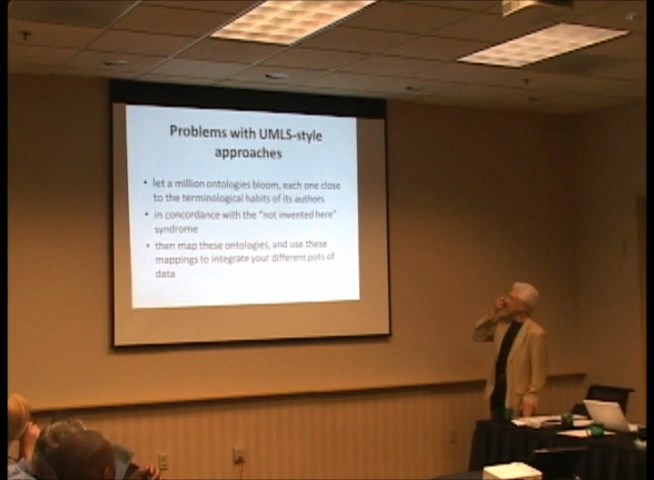 Problems with UMLS-style
approaches
• let a million ontologies bloom, each one close
to the terminological habits of its authors
• in concordance with the "not invented here"
syndrome
• then map these ontologies, and use these
mappings to integrate your different pots of
data